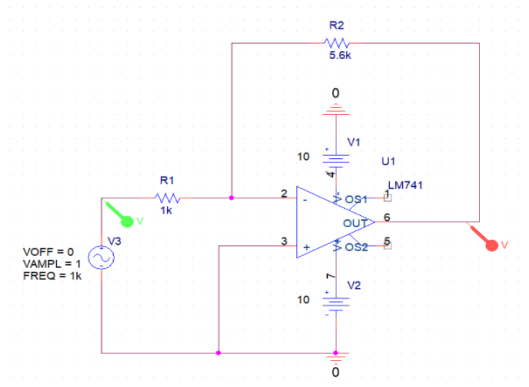 R2
5.6k
0
V1
10
U1
R1
4
1
LM741
1k
2
-
V-
OS1
6
OUT
V
V3
3
+
V+
OS2
5
V
VOFF = 0
VAMPL = 1
FREQ = 1k
7
V2
10
0